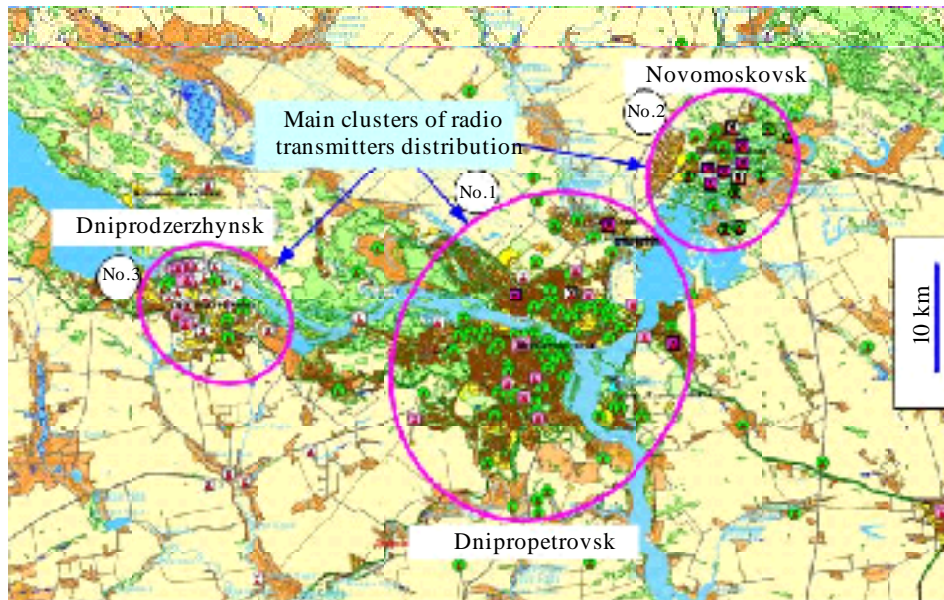 Novomoskovsk
No.2
Main clusters of radio
transmitters distribution
No.1
Dniprodzerzhynsk
No.3
10 km
Dnipropetrovsk